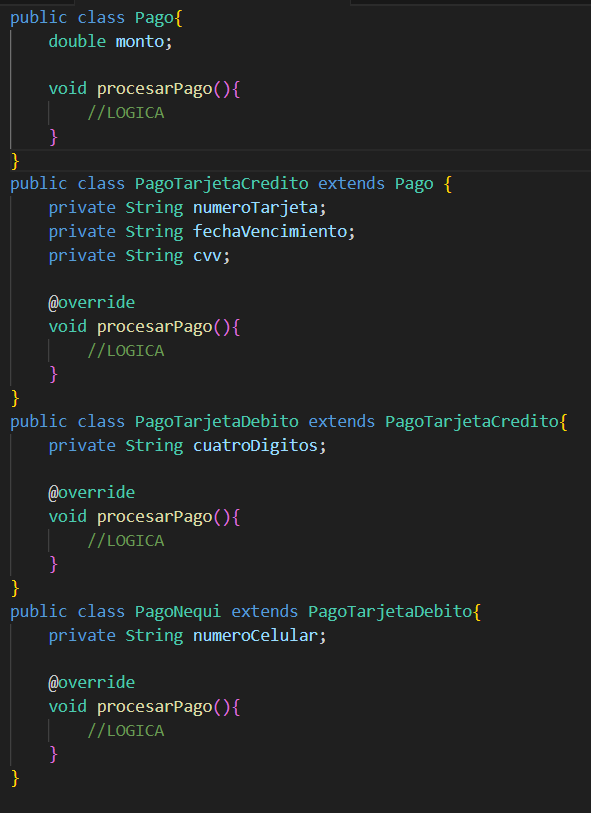 public class Pago{
    double monto;

    void procesarPago(){
        //LOGICA
    }
}
public class PagoTarjetaCredito extends Pago {
    private String numeroTarjeta;
    private String fechaVencimiento;
    private String cvv;

    @override
    void procesarPago(){
        //LOGICA
    }
}
public class PagoTarjetaDebito extends PagoTarjetaCredito{
    private String cuatroDigitos;

    @override
    void procesarPago(){
        //LOGICA
    }
}
public class PagoNequi extends PagoTarjetaDebito{
    private String numeroCelular;

    @override
    void procesarPago(){
        //LOGICA
    }
}